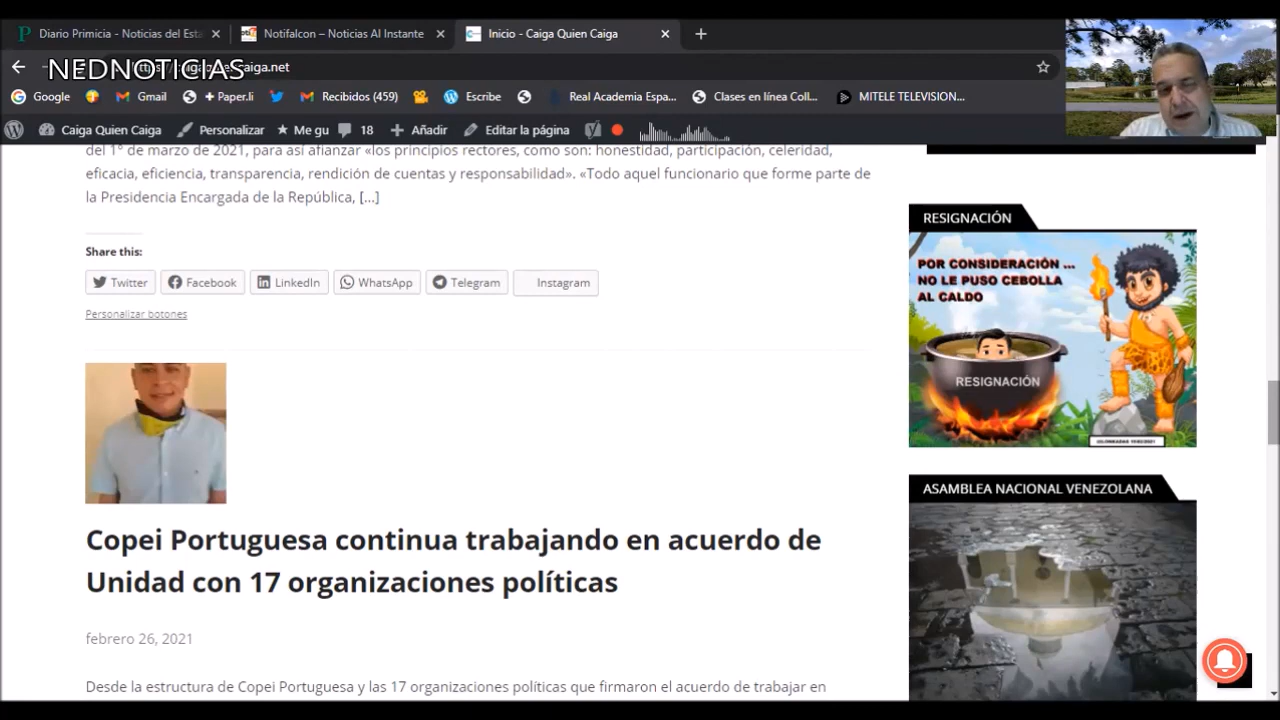 Diario Primicia - Noticias del Esta
Notifalcon – Noticias Al Instante
Inicio - Caiga Quien Caiga
NEDNOTICIAS
aiga.net
Google
Gmail
+ Paper.li
Recibidos (459)
Escribe
Real Academia Espa...
Clases en línea Coll...
MITELE TELEVISION...
Caiga Quien Caiga
Personalizar
Me gu
18
Añadir
Editar la página
del 1° de marzo de 2021, para así afianzar «los principios rectores, como son: honestidad, participación, celeridad,
eficacia, eficiencia, transparencia, rendición de cuentas y responsabilidad». «Todo aquel funcionario que forme parte de
la Presidencia Encargada de la República, [...]
Share this:
Twitter
Facebook
LinkedIn
WhatsApp
Telegram
Instagram
Personalizar botones
Copei Portuguesa continua trabajando en acuerdo de
Unidad con 17 organizaciones políticas
febrero 26, 2021
Desde la estructura de Copei Portuguesa y las 17 organizaciones políticas que firmaron el acuerdo de trabajar en
RESIGNACIÓN
POR CONSIDERACIÓN ...
NO LE PUSO CEBOLLA
AL CALDO
RESIGNACIÓN
ASAMBLEA NACIONAL VENEZOLANA